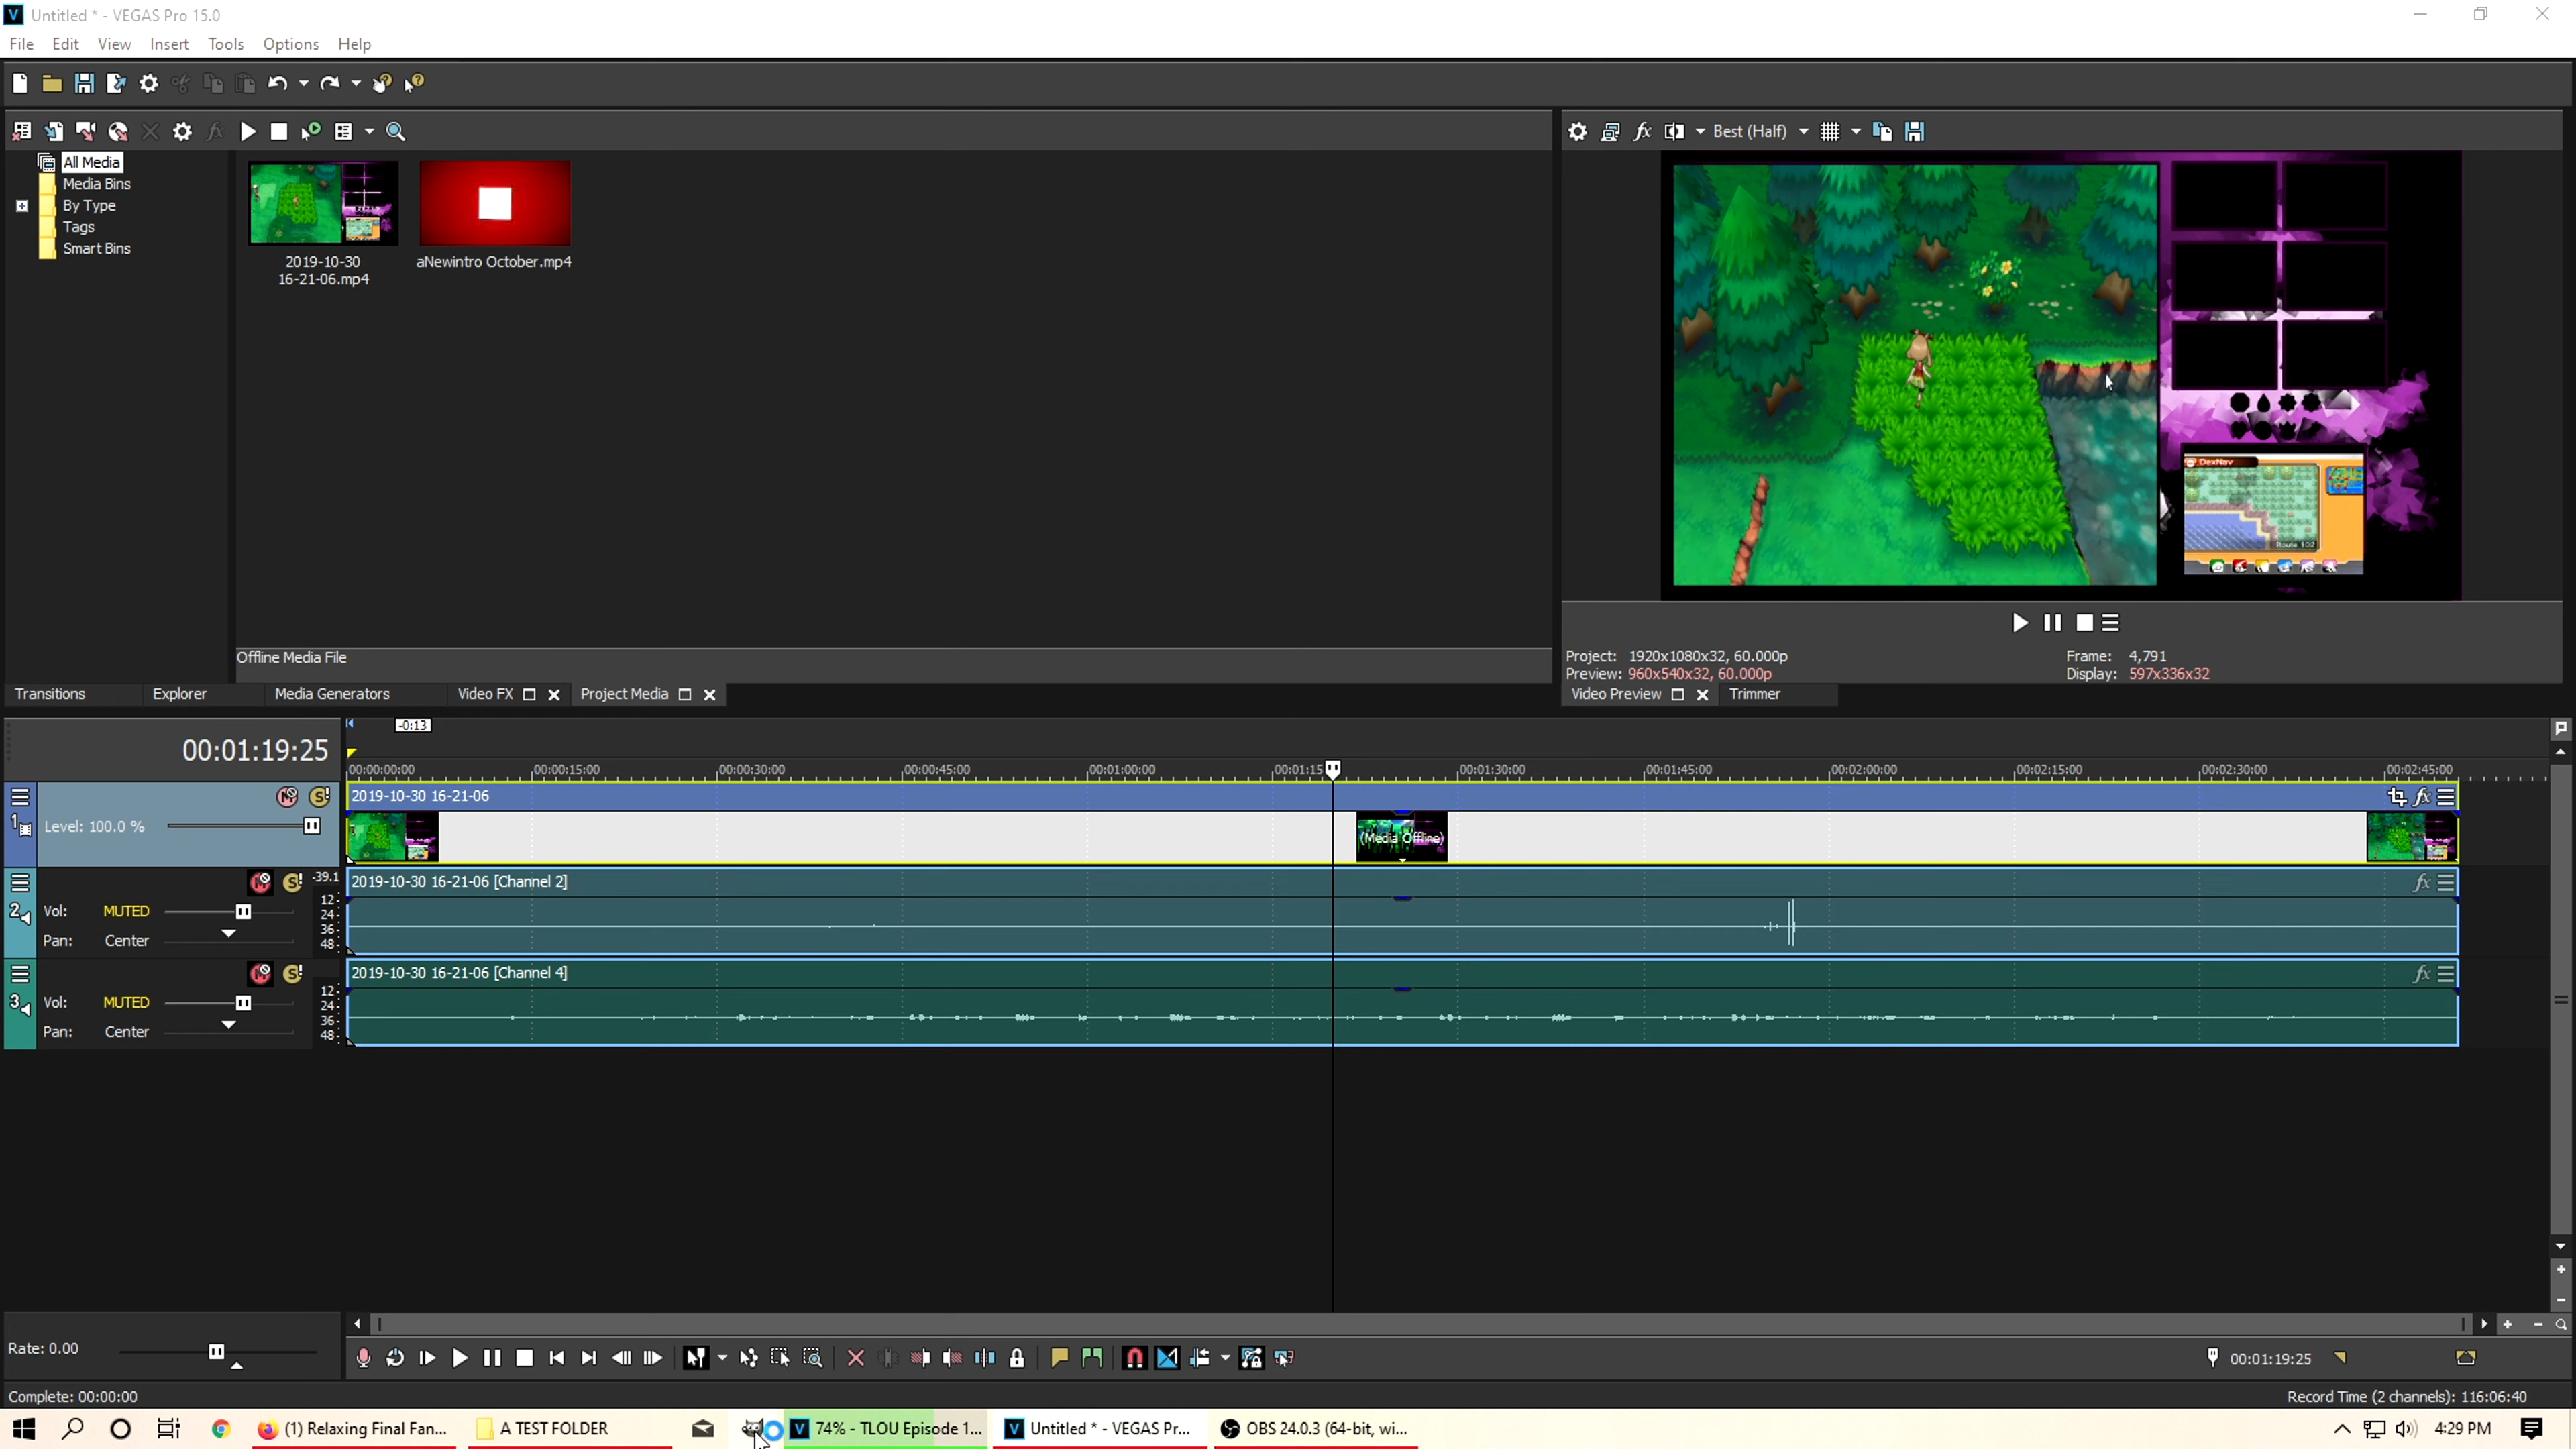 Untitled * - VEGAS Pro 15.0
File Edit View Insert Tools Options Help
Best (Half)
All Media
Media Bins
By Type
Tags
Smart Bins
2019-10-30
16-21-06.mp4
aNewintro October.mp4
DexNav
Route 102
Offline Media File
Project: 1920x1080x32, 60.000p
Frame: 4,791
Preview: 960x540x32, 60.000p
Display: 597x336x32
Transitions Explorer Media Generators Video FX Project Media
Video Preview Trimmer
-0:13
00:01:19:25
00:00:00:00 00:00:15:00 00:00:30:00 00:00:45:00 00:01:00:00 00:01:15 00:01:30:00 00:01:45:00 00:02:00:00 00:02:15:00 00:02:30:00 00:02:45:00
1
2019-10-30 16-21-06
Level: 100.0 %
(Media Offline)
2
-39.1
2019-10-30 16-21-06 [Channel 2]
Vol: MUTED
Pan: Center
12
24
36
48
3
2019-10-30 16-21-06 [Channel 4]
Vol: MUTED
Pan: Center
12
24
36
48
Rate: 0.00
00:01:19:25
Complete: 00:00:00
Record Time (2 channels): 116:06:40
(1) Relaxing Final Fan...
A TEST FOLDER
74% - TLOU Episode 1...
Untitled * - VEGAS Pr...
OBS 24.0.3 (64-bit, wi...
4:29 PM